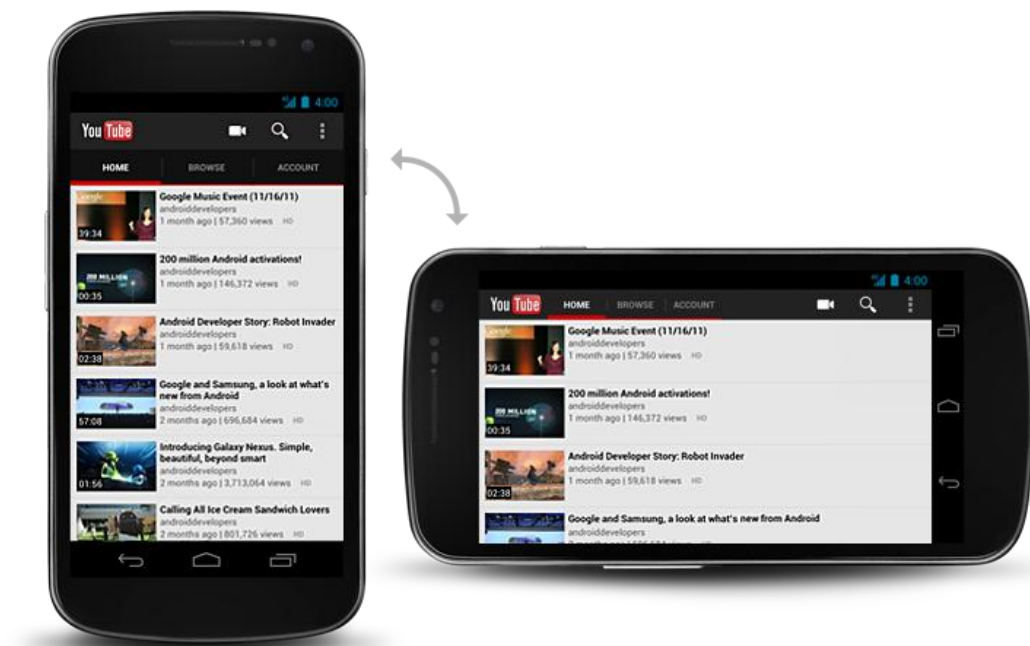 4:00
You Tube
HOME BROWSE ACCOUNT
Google
39:34
Google Music Event (11/16/11)
androiddevelopers
1 month ago | 57,360 views HD
200 MILLION
00:35
200 million Android activations!
androiddevelopers
1 month ago | 146,372 views HD
02:38
Android Developer Story: Robot Invader
androiddevelopers
1 month ago | 59,618 views HD
57:08
Google and Samsung, a look at what's
new from Android
androiddevelopers
2 months ago | 696,684 views HD
01:56
Introducing Galaxy Nexus. Simple,
beautiful, beyond smart
androiddevelopers
2 months ago | 3,713,064 views HD
Calling All Ice Cream Sandwich Lovers
androiddevelopers
2 months ago | 801,726 views HD
4:00
You Tube HOME BROWSE ACCOUNT
Google
39:34
Google Music Event (11/16/11)
androiddevelopers
1 month ago | 57,360 views HD
200 MILLION
00:35
200 million Android activations!
androiddevelopers
1 month ago | 146,372 views HD
02:38
Android Developer Story: Robot Invader
androiddevelopers
1 month ago | 59,618 views HD
Google and Samsung, a look at what's new from Android
androiddevelopers